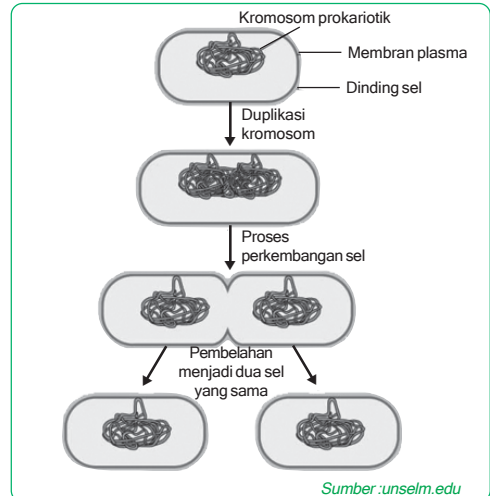 Kromosom prokariotik
Membran plasma
Dinding sel
Duplikasi
kromosom
Proses
perkembangan sel
Pembelahan
menjadi dua sel
yang sama
Sumber :unselm.edu